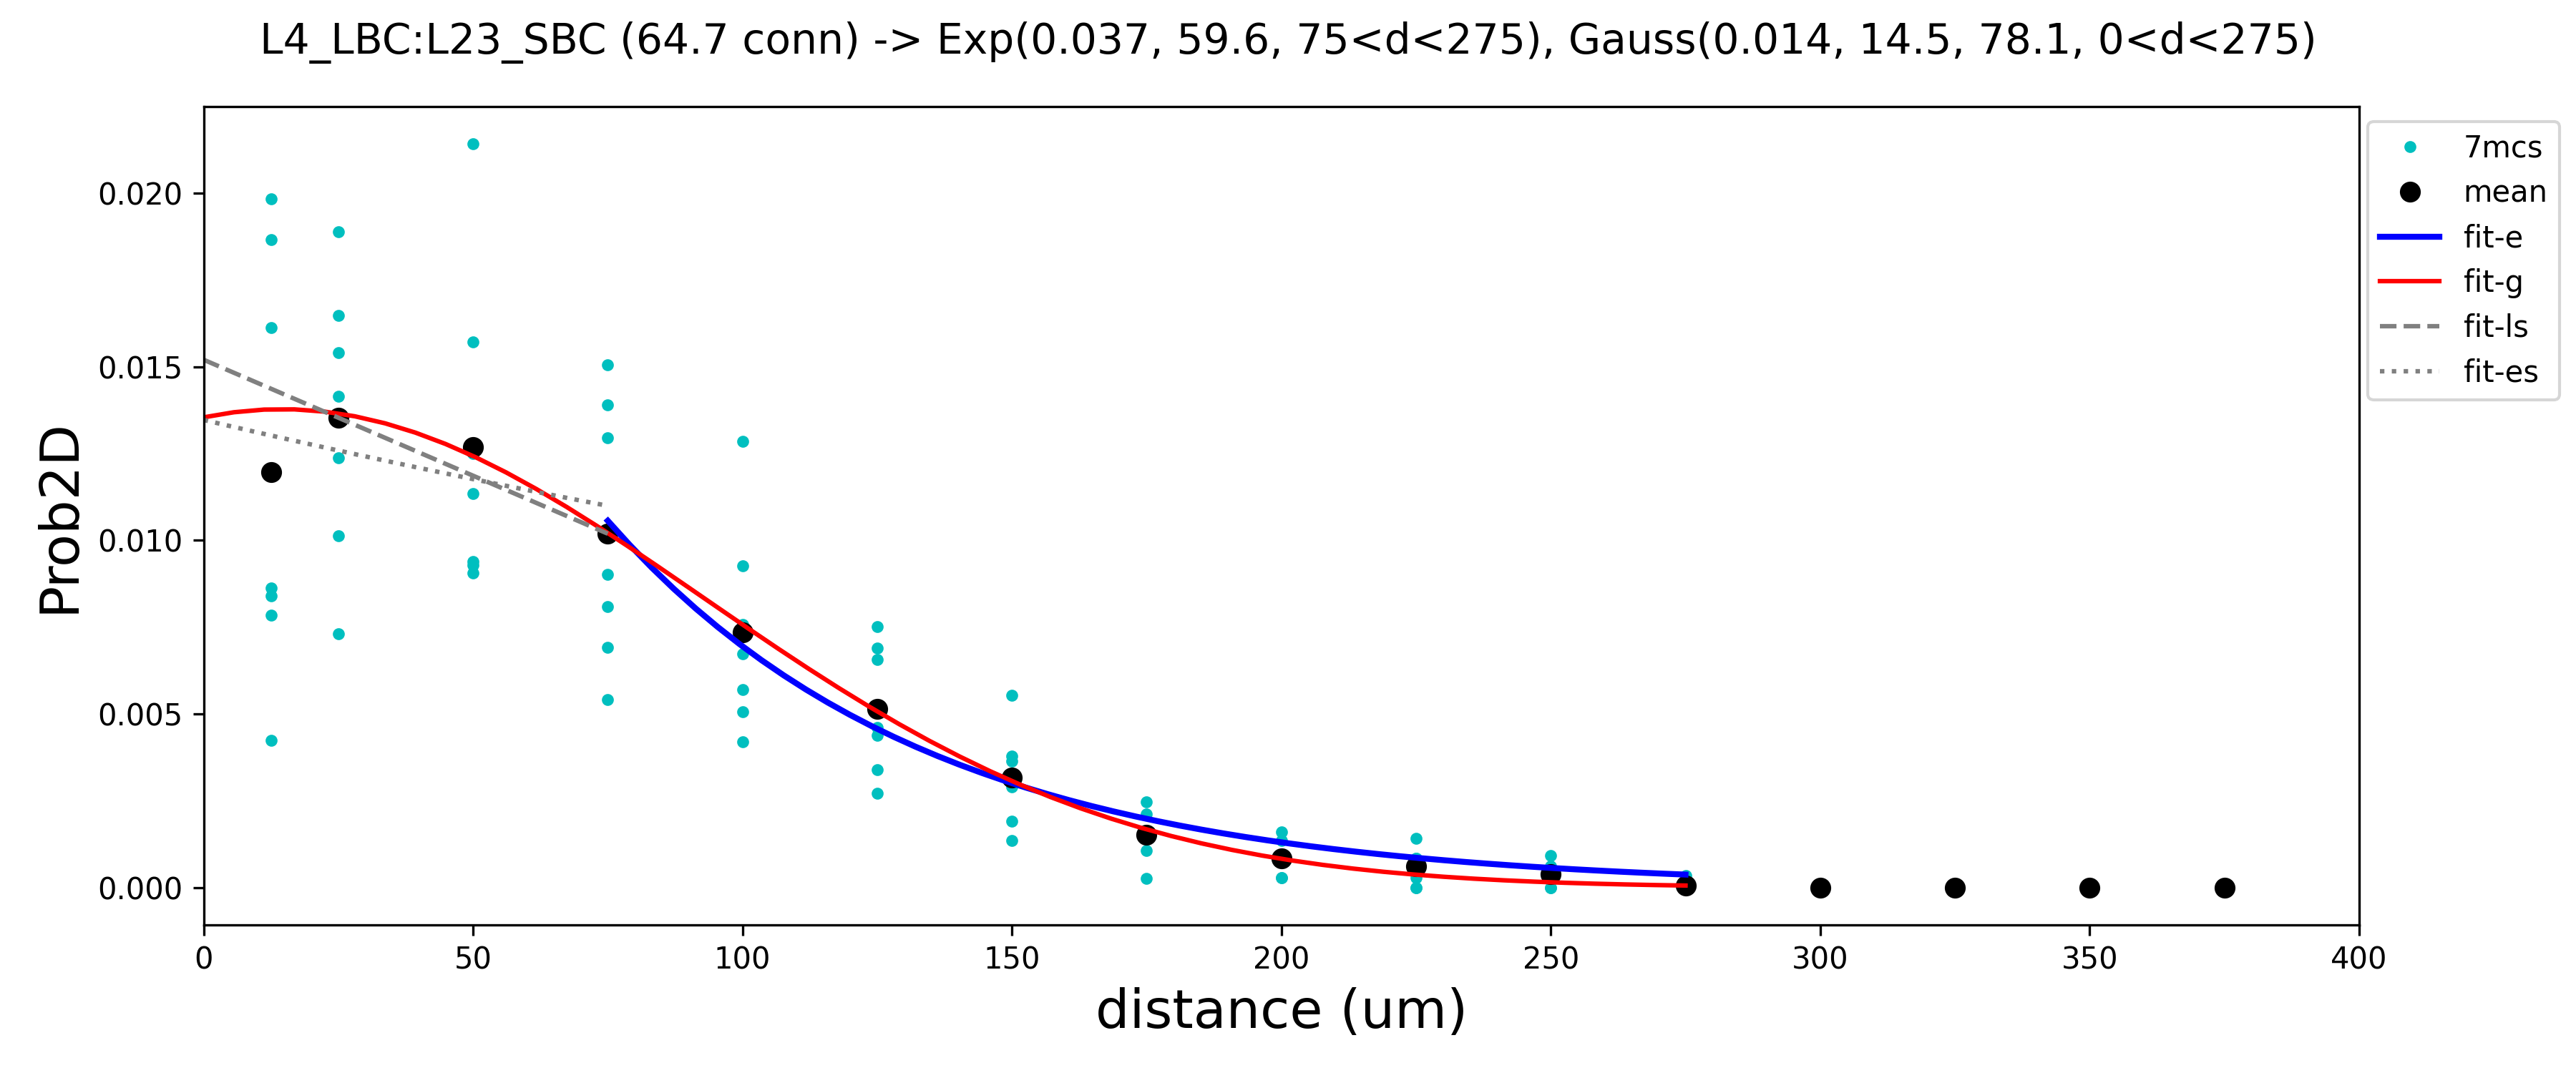 L4_LBC:L23_SBC (64.7 conn) -> Exp(0.037, 59.6, 75<d<275), Gauss(0.014, 14.5, 78.1, 0<d<275)
7mcs
mean
fit-e
fit-g
fit-ls
fit-es
Prob2D
0.020
0.015
0.010
0.005
0.000
0 50 100 150 200 250 300 350 400
distance (um)